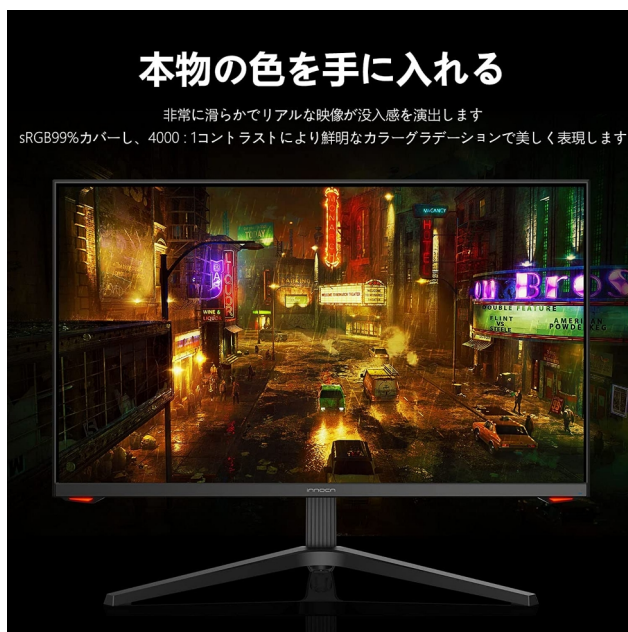 本物の色を手に入れる
非常に滑らかでリアルな映像が没入感を演出します
sRGB99%カバーし、4000:1コントラストにより鮮明なカラーグラデーションで美しく表現します
VACANCY
BAR
LIQUOR
WINE &
DOUBLE FEATURE
FLINT
VS
STEELE
AMERICAN
POWDER KEG
INNOCN